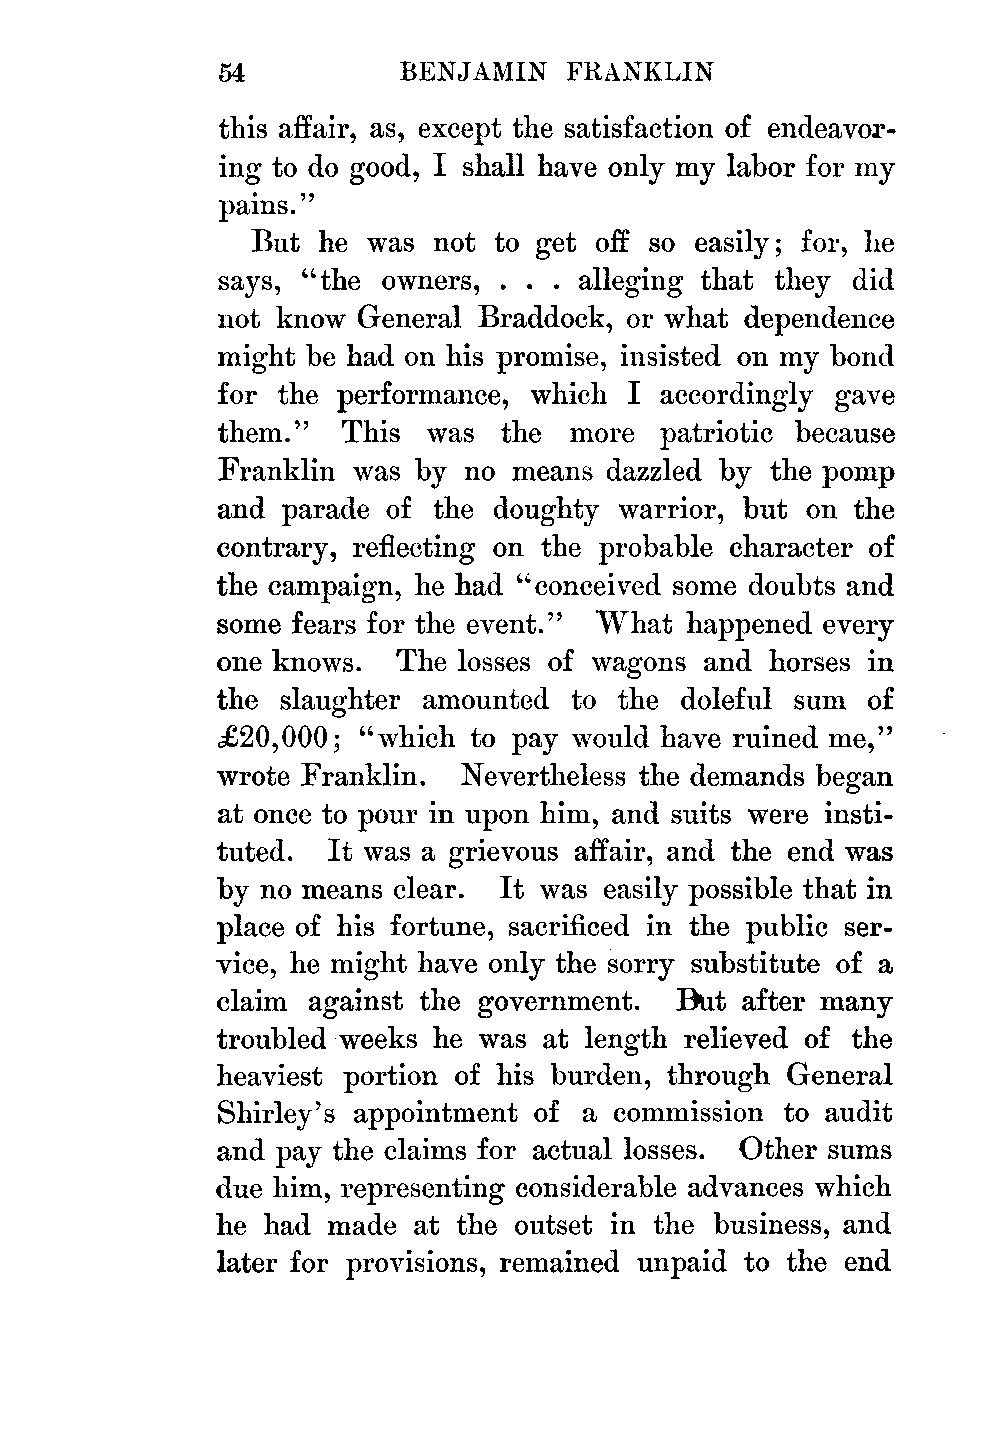 54 BENJAMIN FRANKLIN
this affair, as, except the satisfaction of endeavor-
ing to do good, I shall have only my labor for my
pains."
But he was not to get off so easily; for, he
says, "the owners, . . . alleging that they did
not know General Braddock, or what dependence
might be had on his promise, insisted on my bond
for the performance, which I accordingly gave
them." This was the more patriotic because
Franklin was by no means dazzled by the pomp
and parade of the doughty warrior, but on the
contrary, reflecting on the probable character of
the campaign, he had "conceived some doubts and
some fears for the event." What happened every
one knows. The losses of wagons and horses in
the slaughter amounted to the doleful sum of
£20,000; "which to pay would have ruined me,"
wrote Franklin. Nevertheless the demands began
at once to pour in upon him, and suits were insti-
tuted. It was a grievous affair, and the end was
by no means clear. It was easily possible that in
place of his fortune, sacrificed in the public ser-
vice, he might have only the sorry substitute of a
claim against the government. But after many
troubled weeks he was at length relieved of the
heaviest portion of his burden, through General
Shirley's appointment of a commission to audit
and pay the claims for actual losses. Other sums
due him, representing considerable advances which
he had made at the outset in the business, and
later for provisions, remained unpaid to the end